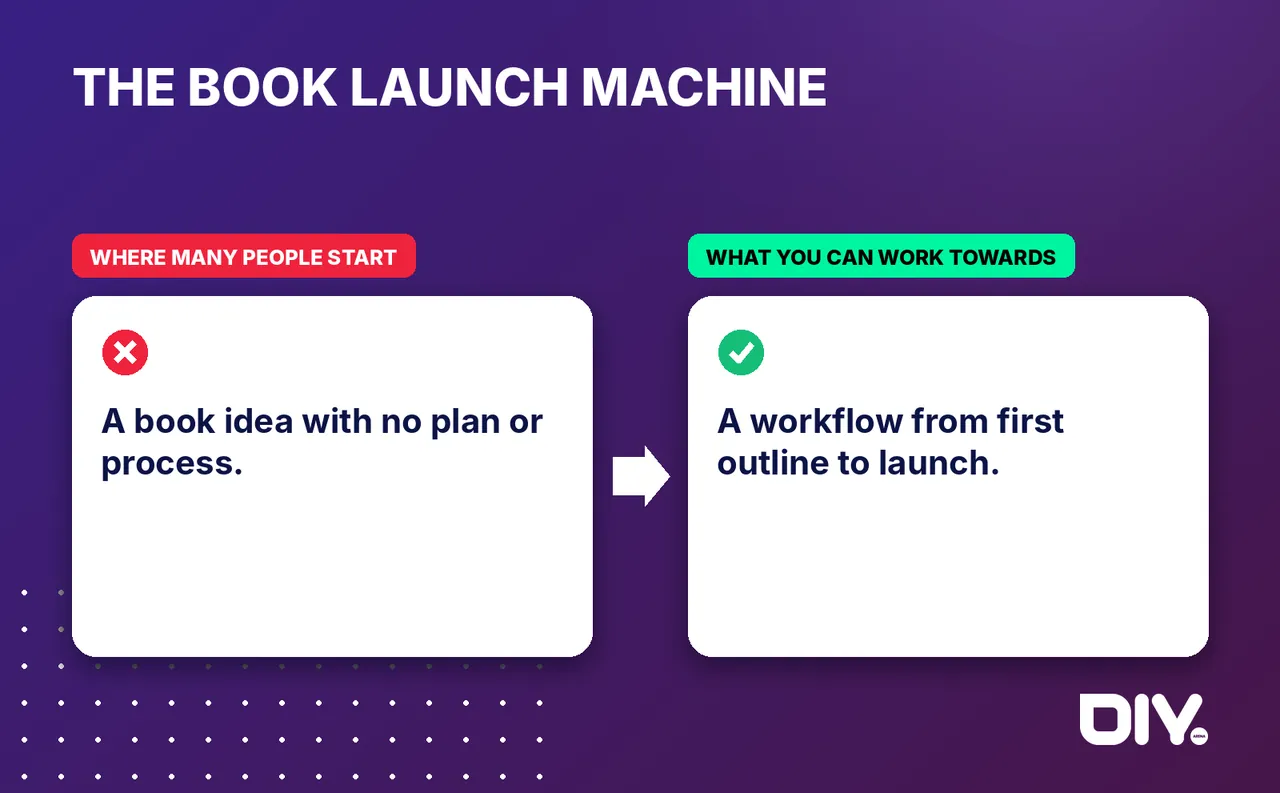 THE BOOK LAUNCH MACHINE
WHERE MANY PEOPLE START
A book idea with no plan or
process.
WHAT YOU CAN WORK TOWARDS
A workflow from first
outline to launch.
DIY.
ARENA